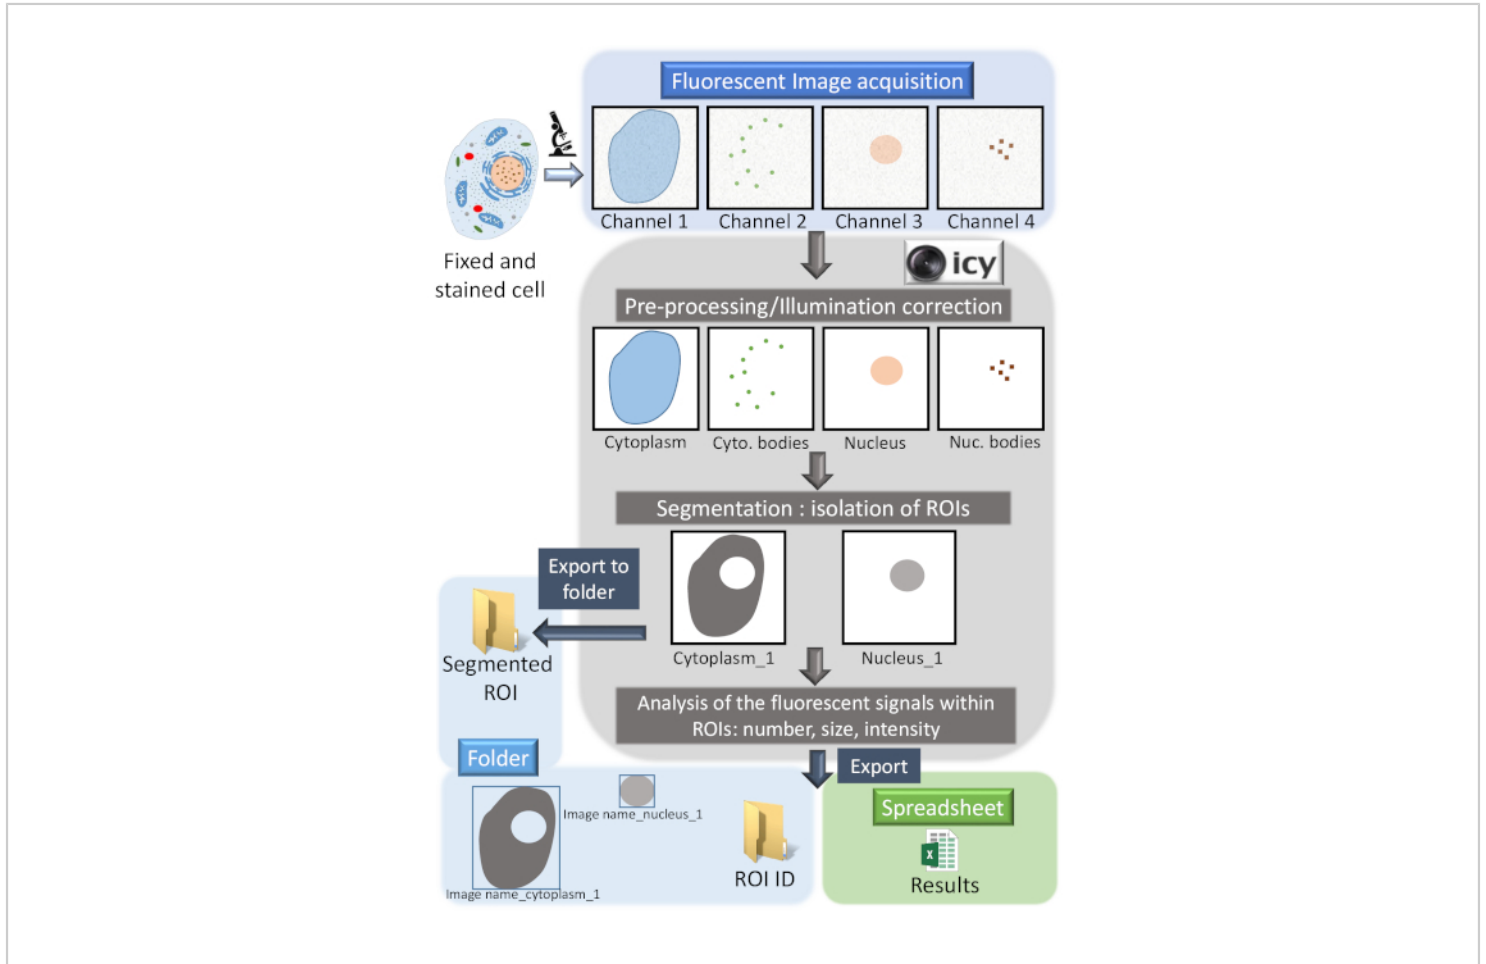 Fluorescent Image acquisition
Channel 1
Channel 2
Channel 3
Channel 4
Fixed and
stained cell
icy
Pre-processing/Illumination correction
Cytoplasm
Cyto. bodies
Nucleus
Nuc. bodies
Segmentation : isolation of ROIs
Export to
folder
Cytoplasm_1
Nucleus_1
Segmented
ROI
Analysis of the fluorescent signals within
ROIs: number, size, intensity
Folder
Export
Image name_nucleus_1
Image name_cytoplasm_1
ROI ID
Spreadsheet
X
Results